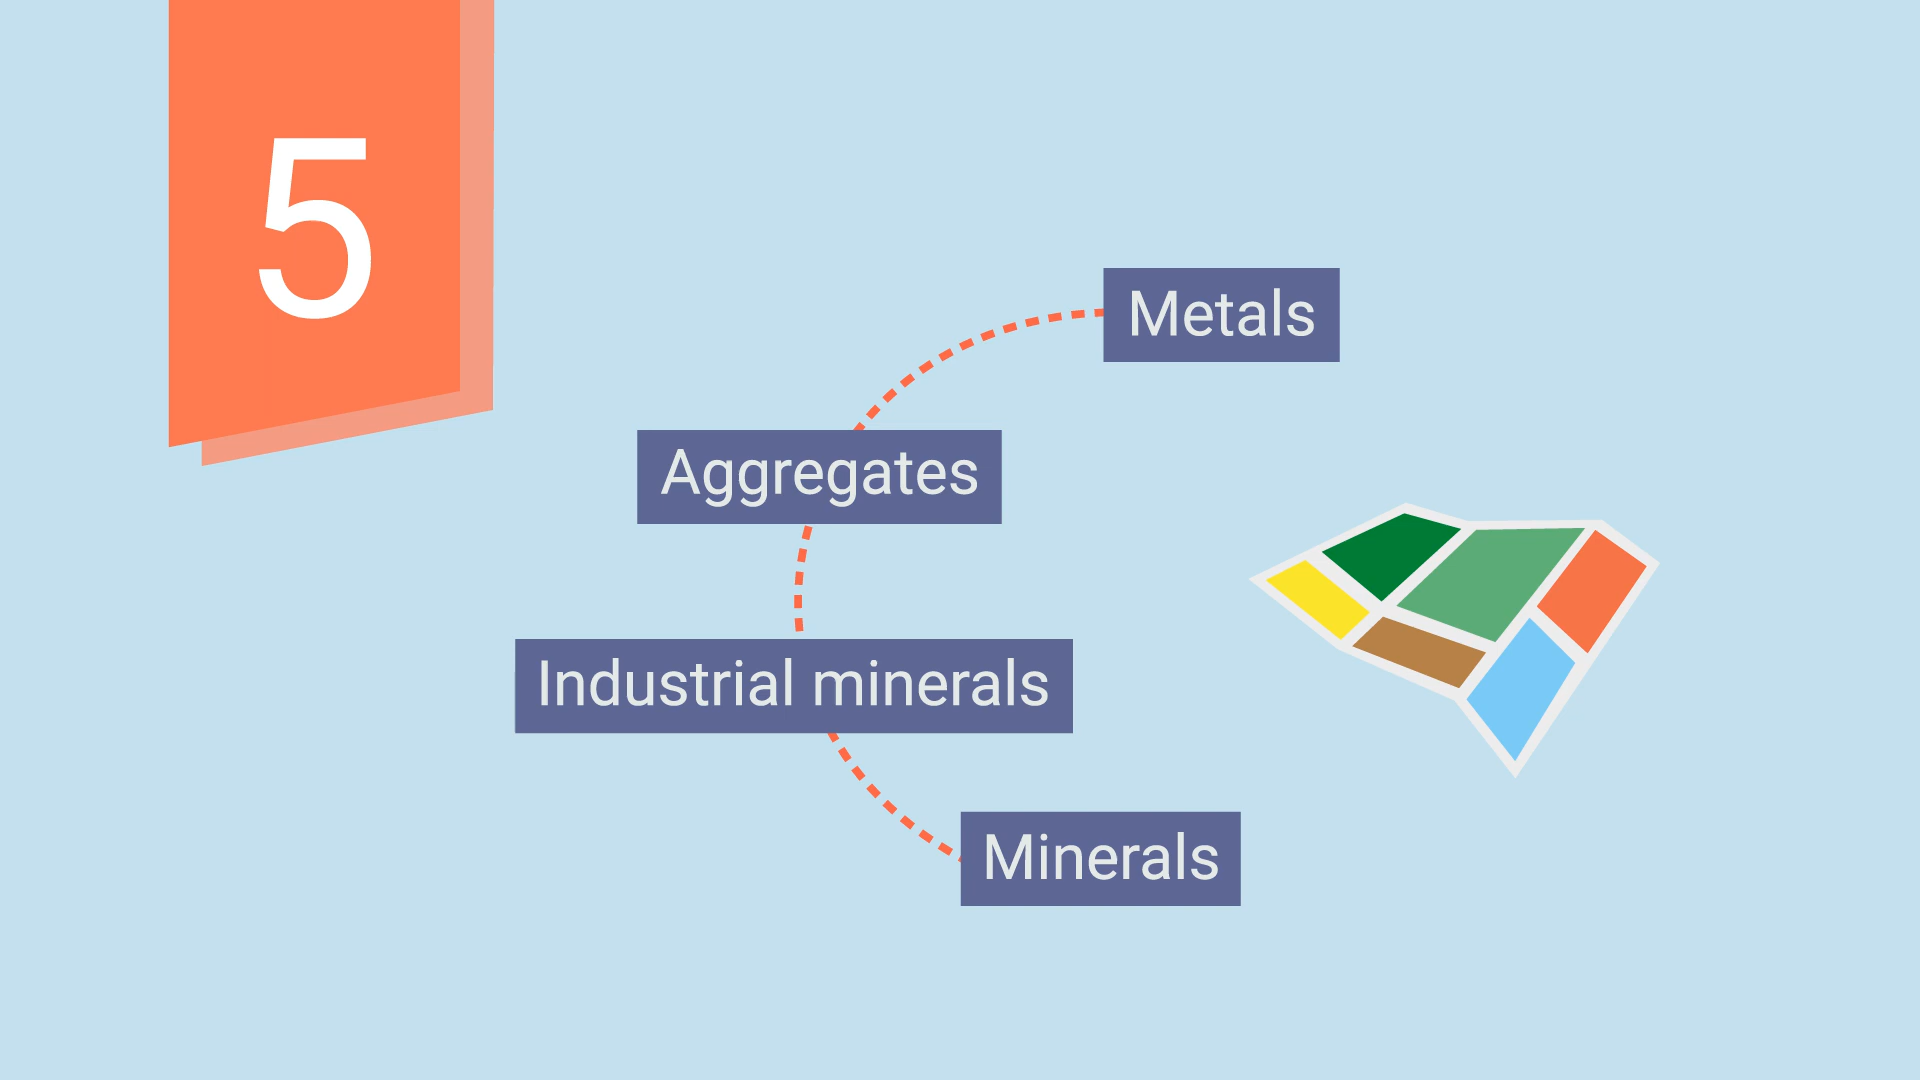 5
Metals
Aggregates
Industrial minerals
Minerals